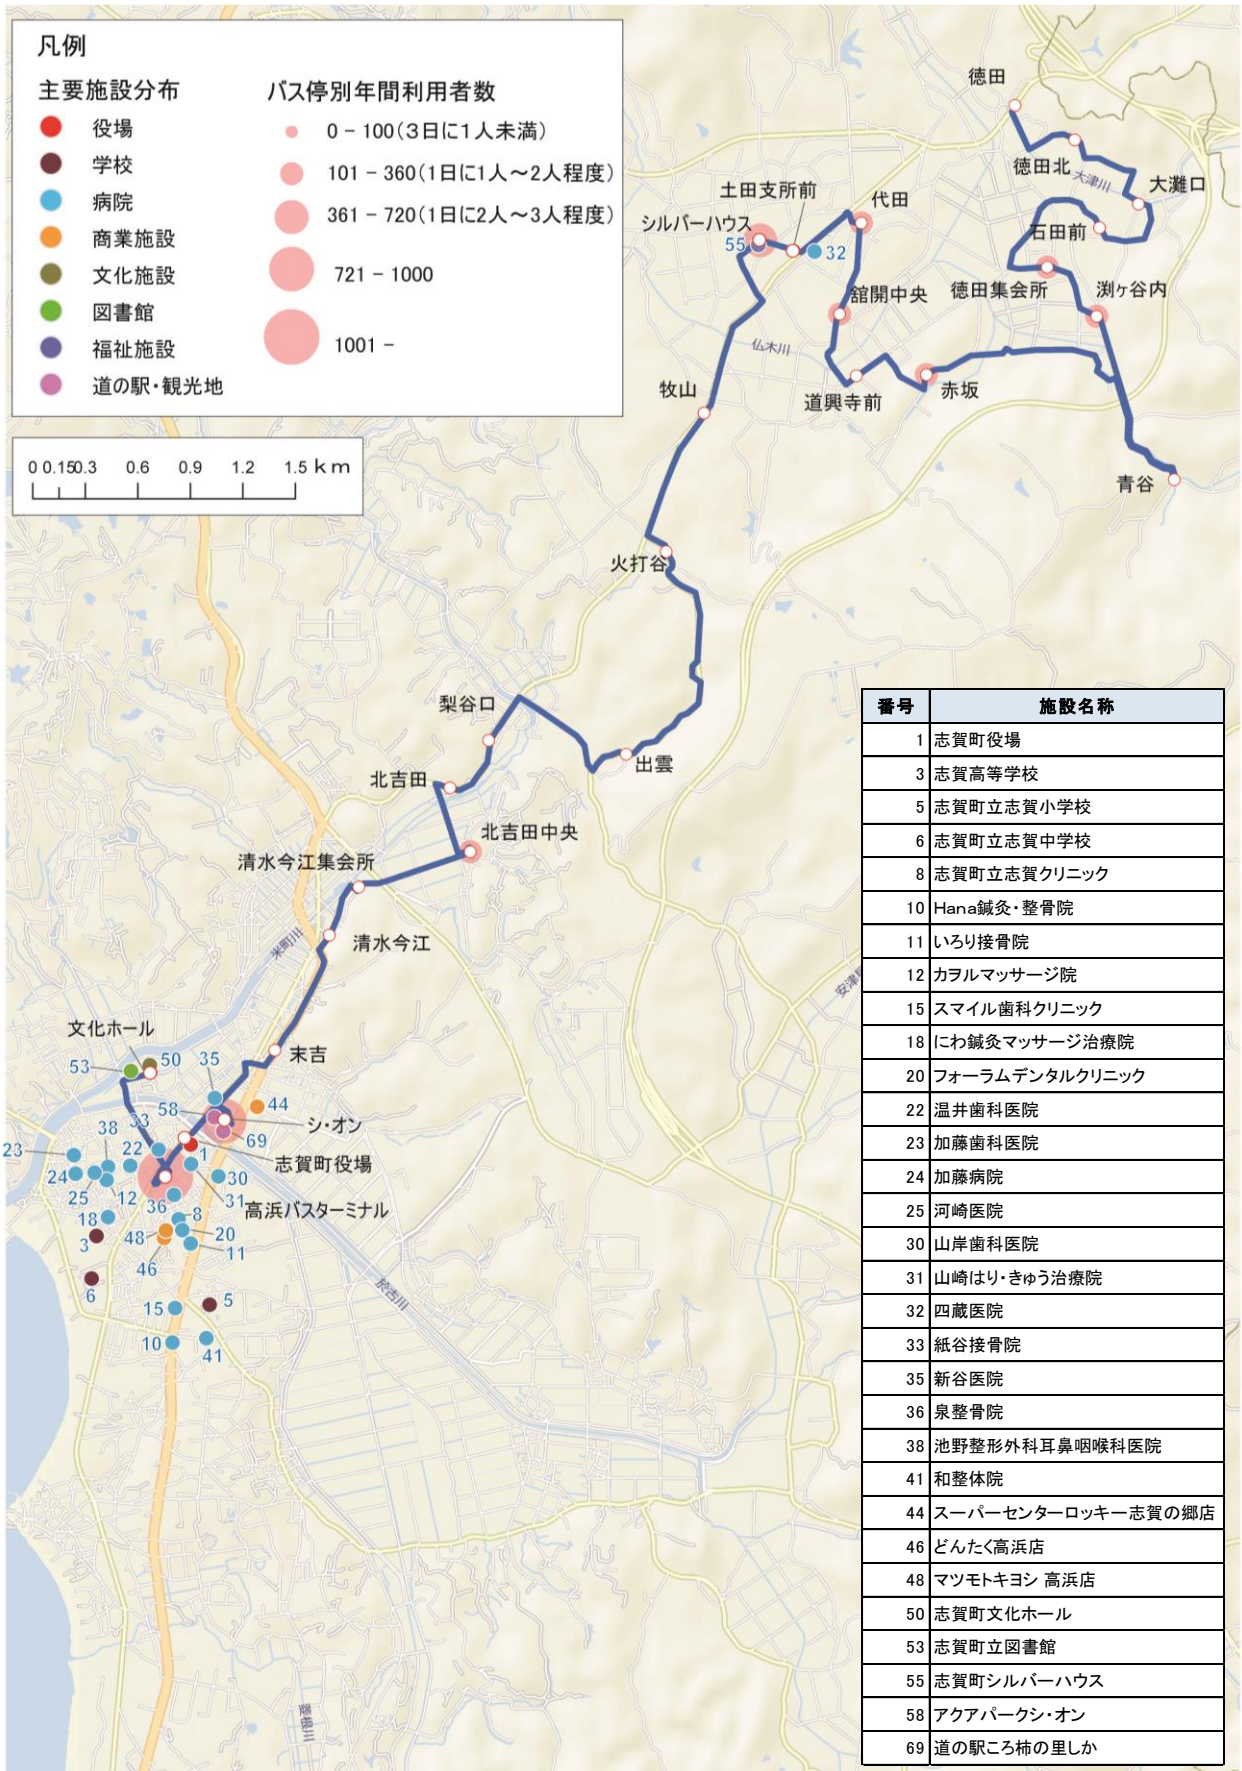 凡例
主要施設分布
役場
学校
病院
商業施設
文化施設
図書館
福祉施設
道の駅・観光地
バス停別年間利用者数
0 - 100(3日に1人未満)
101 - 360(1日に1人～2人程度)
361 - 720(1日に2人～3人程度)
721 - 1000
1001 -
0 0.15 0.3 0.6 0.9 1.2 1.5 km
徳田
徳田北
大津川
大灘口
石田前
徳田集会所
渕ヶ谷内
土田支所前
代田
シルバーハウス
55
32
舘開中央
仏木川
道興寺前
赤坂
青谷
牧山
火打谷
梨谷口
出雲
北吉田
北吉田中央
清水今江集会所
清水今江
米町川
末吉
文化ホール
53
50
35
58
44
シ・オン
69
33
38
22
23
24
25
12
1
志賀町役場
30
31
36
高浜バスターミナル
18
8
20
3
48
11
46
6
5
15
10
41
於古川
菱根川
番号 施設名称
1 志賀町役場
3 志賀高等学校
5 志賀町立志賀小学校
6 志賀町立志賀中学校
8 志賀町立志賀クリニック
10 Hana鍼灸・整骨院
11 いろり接骨院
12 カヲルマッサージ院
15 スマイル歯科クリニック
18 にわ鍼灸マッサージ治療院
20 フォーラムデンタルクリニック
22 温井歯科医院
23 加藤歯科医院
24 加藤病院
25 河崎医院
30 山岸歯科医院
31 山崎はり・きゅう治療院
32 四蔵医院
33 紙谷接骨院
35 新谷医院
36 泉整骨院
38 池野整形外科耳鼻咽喉科医院
41 和整体院
44 スーパーセンターロッキー志賀の郷店
46 どんたく高浜店
48 マツモトキヨシ 高浜店
50 志賀町文化ホール
53 志賀町立図書館
55 志賀町シルバーハウス
58 アクアパークシ・オン
69 道の駅ころ柿の里しか